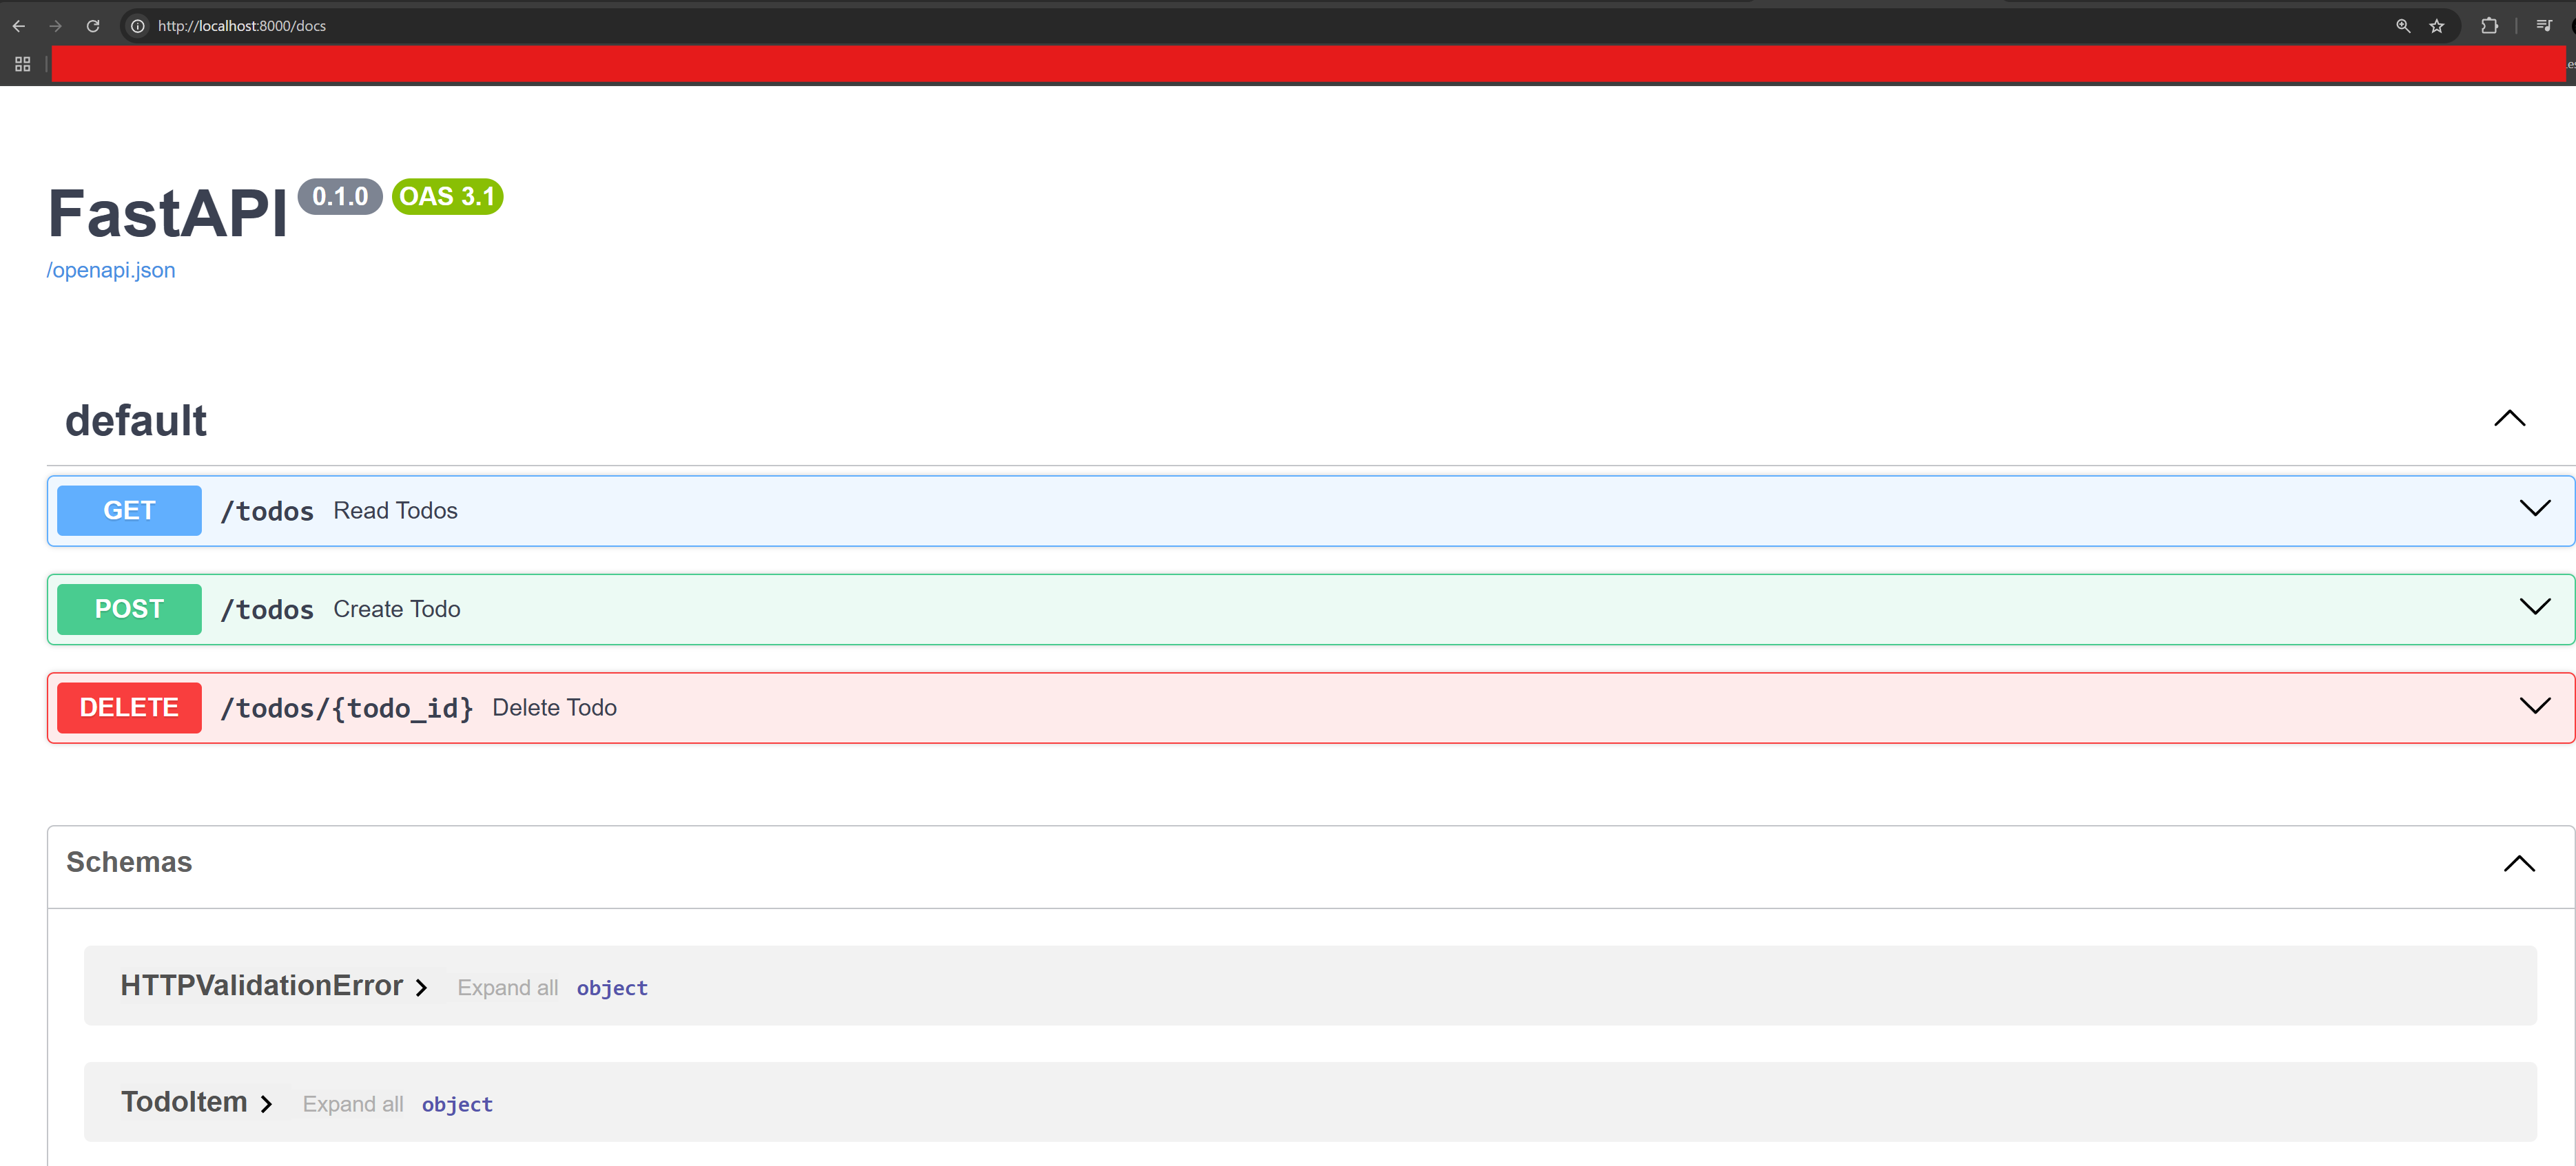 http://localhost:8000/docs
FastAPI 0.1.0 OAS 3.1
/openapi.json
default
GET /todos Read Todos
POST /todos Create Todo
DELETE /todos/{todo_id} Delete Todo
Schemas
HTTPValidationError Expand all object
TodoItem Expand all object